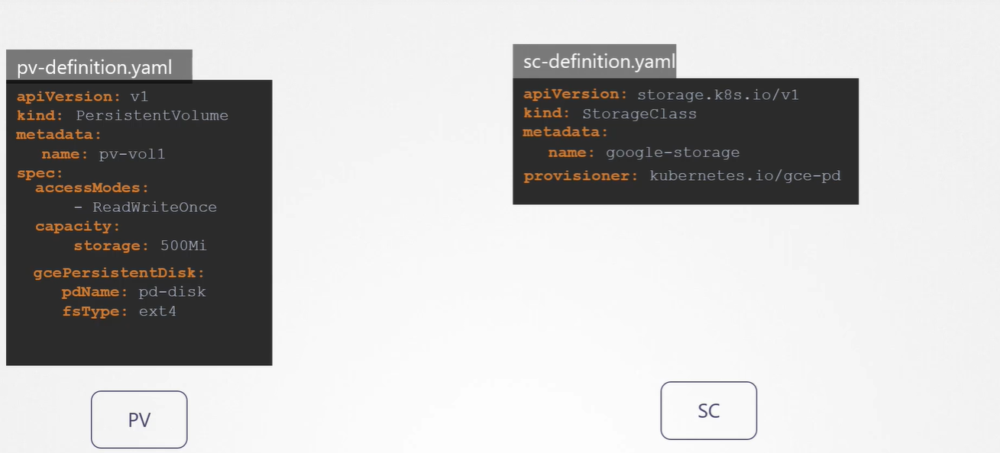 pv-definition.yaml
apiVersion: v1
kind: PersistentVolume
metadata:
name: pv-vol1
spec:
accessModes:
- ReadWriteOnce
capacity:
storage: 500Mi
gcePersistentDisk:
pdName: pd-disk
fsType: ext4
PV
sc-definition.yaml
apiVersion: storage.k8s.io/v1
kind: StorageClass
metadata:
name: google-storage
provisioner: kubernetes.io/gce-pd
SC